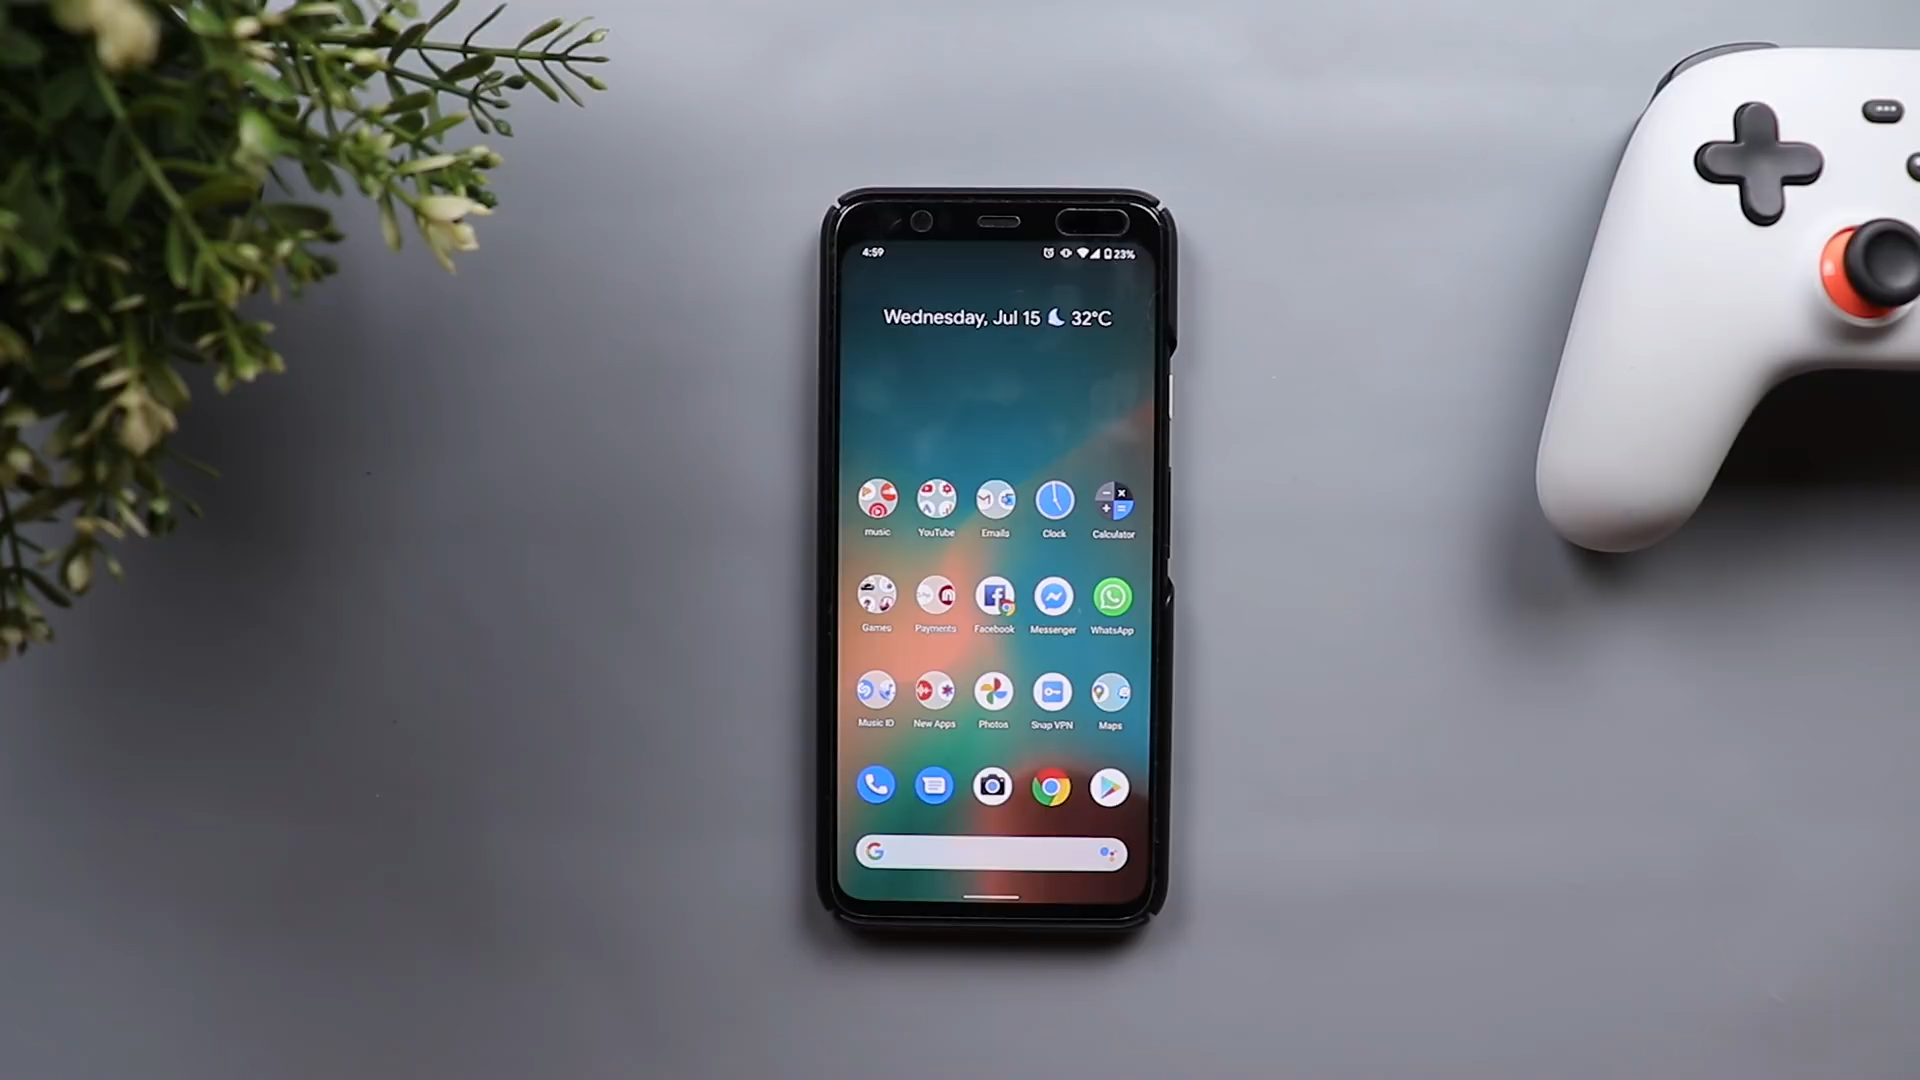 4:59 23%
Wednesday, Jul 15 32°C
music YouTube Emails Clock Calculator
Games Payments Facebook Messenger WhatsApp
Music ID New Apps Photos Snap VPN Maps